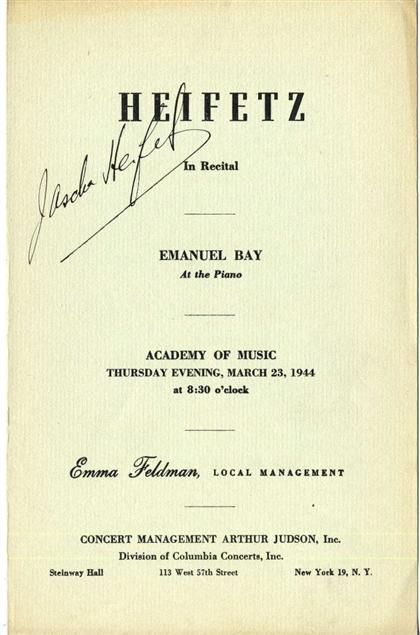 HEIFETZ
Jascha Heifetz
In Recital
EMANUEL BAY
At the Piano
ACADEMY OF MUSIC
THURSDAY EVENING, MARCH 23, 1944
at 8:30 o'clock
Emma Feldman, LOCAL MANAGEMENT
CONCERT MANAGEMENT ARTHUR JUDSON, Inc.
Division of Columbia Concerts, Inc.
Steinway Hall 113 West 57th Street New York 19, N. Y.